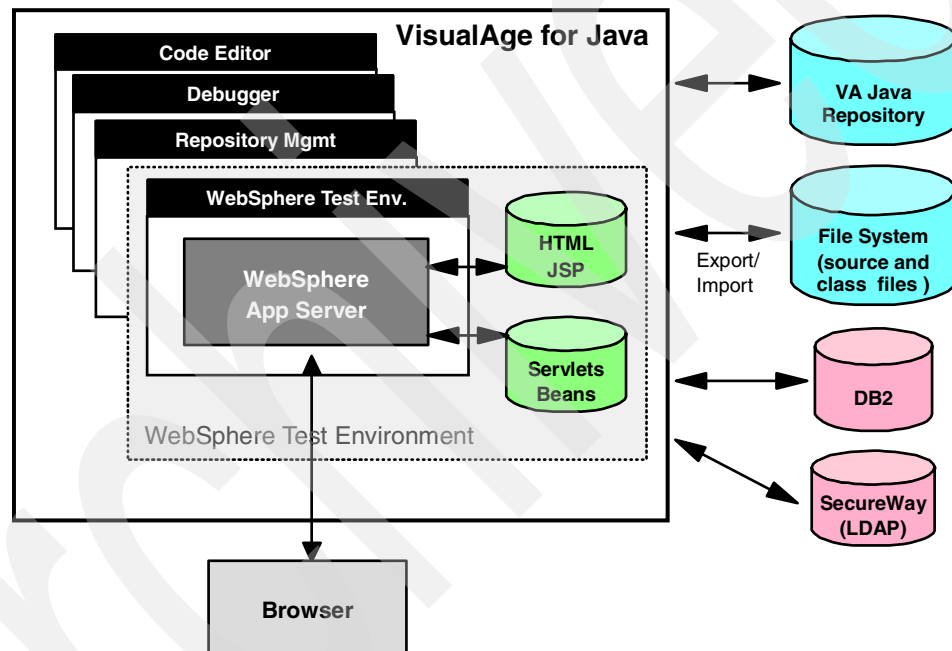 VisualAge for Java
Code Editor
Debugger
Repository Mgmt
WebSphere Test Env.
WebSphere
App Server
HTML
JSP
Servlets
Beans
WebSphere Test Environment
Browser
VA Java
Repository
File System
(source and
class files )
Export/
Import
DB2
SecureWay
(LDAP)